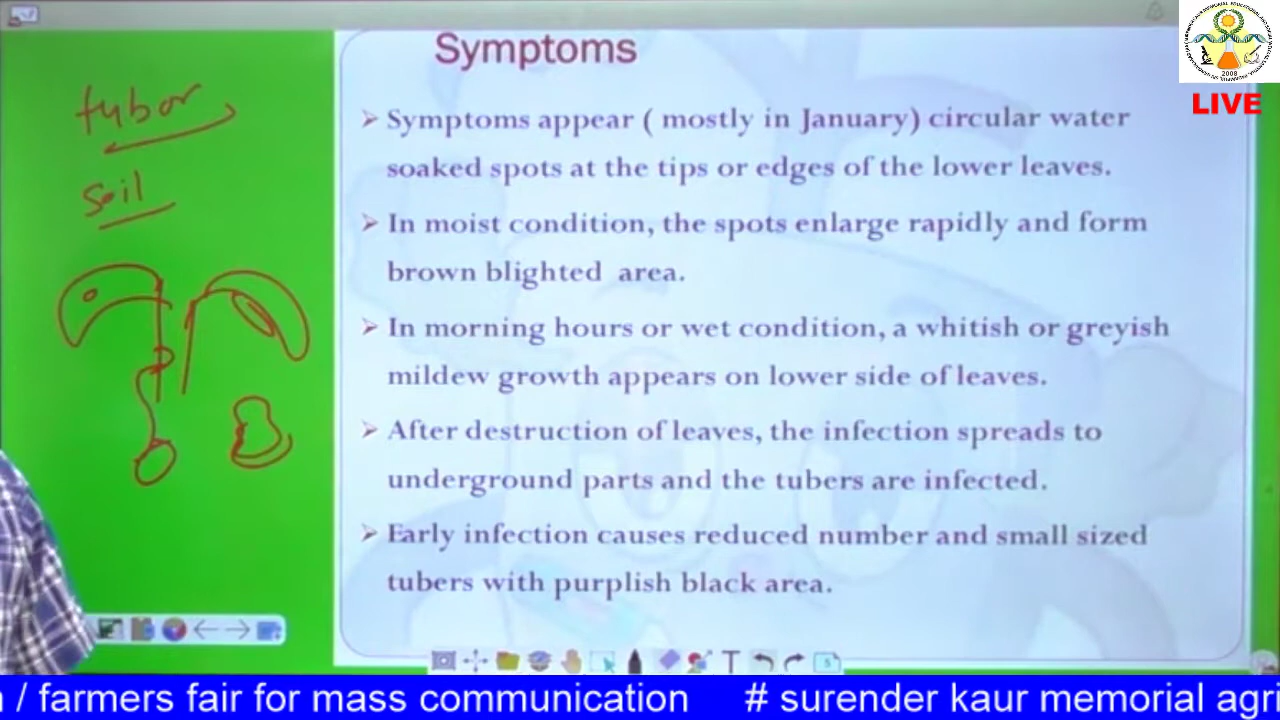 Symptoms
LIVE
2008
tubor
soil
➢ Symptoms appear ( mostly in January) circular water
soaked spots at the tips or edges of the lower leaves.
➢ In moist condition, the spots enlarge rapidly and form
brown blighted area.
➢ In morning hours or wet condition, a whitish or greyish
mildew growth appears on lower side of leaves.
➢ After destruction of leaves, the infection spreads to
underground parts and the tubers are infected.
➢ Early infection causes reduced number and small sized
tubers with purplish black area.
/ farmers fair for mass communication # surender kaur memorial agri